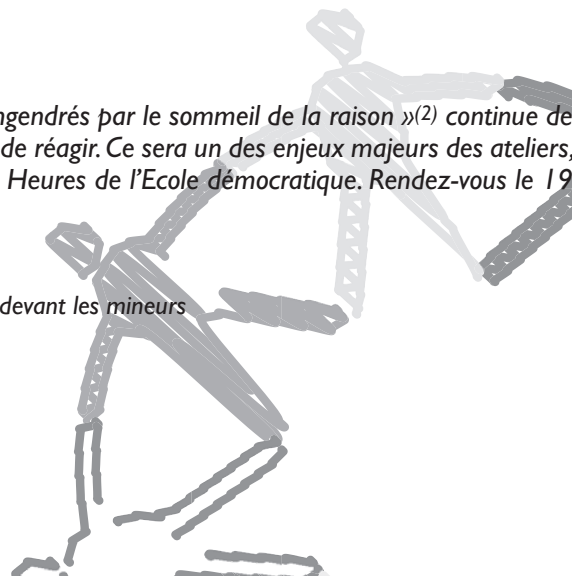 ngendrés par le sommeil de la raison »(2) continue de
de réagir. Ce sera un des enjeux majeurs des ateliers,
Heures de l’Ecole démocratique. Rendez-vous le 19
devant les mineurs